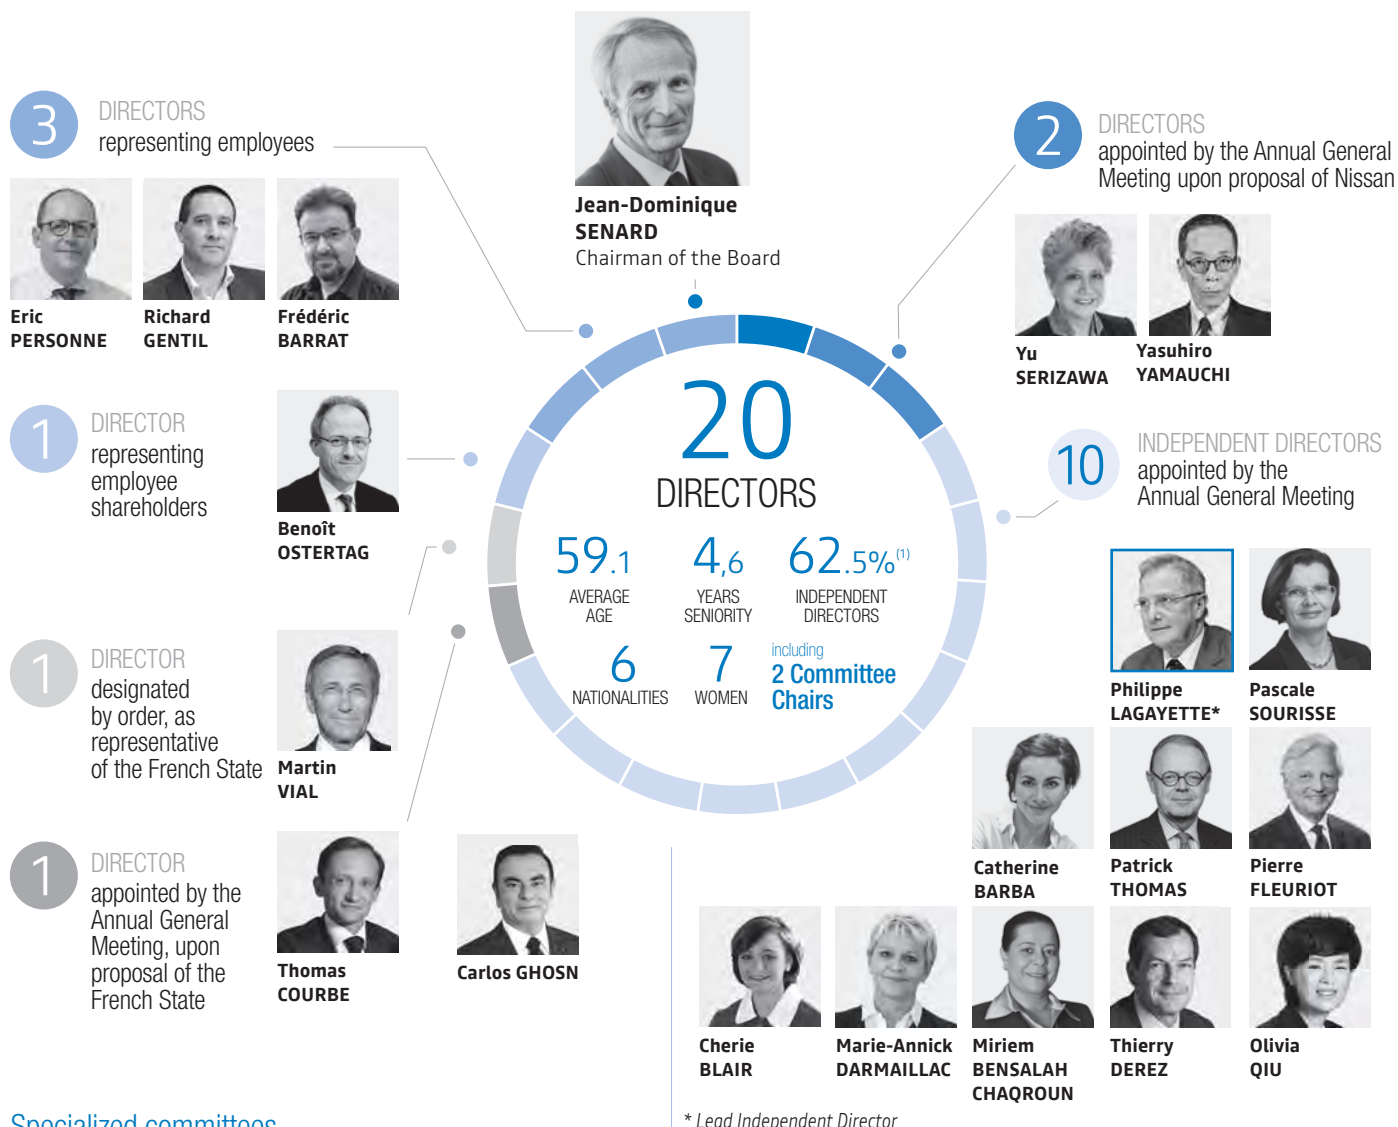 Jean-Dominique
SENARD
Chairman of the Board
3
DIRECTORS
representing employees
Eric
PERSONNE
Richard
GENTIL
Frédéric
BARRAT
2
DIRECTORS
appointed by the Annual General
Meeting upon proposal of Nissan
Yu
SERIZAWA
Yasuhiro
YAMAUCHI
1
DIRECTOR
representing
employee
shareholders
Benoît
OSTERTAG
20
DIRECTORS
59.1
AVERAGE
AGE
4,6
YEARS
SENIORITY
62.5%(1)
INDEPENDENT
DIRECTORS
6
NATIONALITIES
7
WOMEN
including
2 Committee
Chairs
10
INDEPENDENT DIRECTORS
appointed by the
Annual General Meeting
1
DIRECTOR
designated
by order, as
representative
of the French State
Martin
VIAL
1
DIRECTOR
appointed by the
Annual General
Meeting, upon
proposal of the
French State
Thomas
COURBE
Carlos GHOSN
Philippe
LAGAYETTE*
Pascale
SOURISSE
Catherine
BARBA
Patrick
THOMAS
Pierre
FLEURIOT
Cherie
BLAIR
Marie-Annick
DARMAILLAC
Miriem
BENSALAH
CHAQROUN
Thierry
DEREZ
Olivia
QIU
* Lead Independent Director
Specialized committees